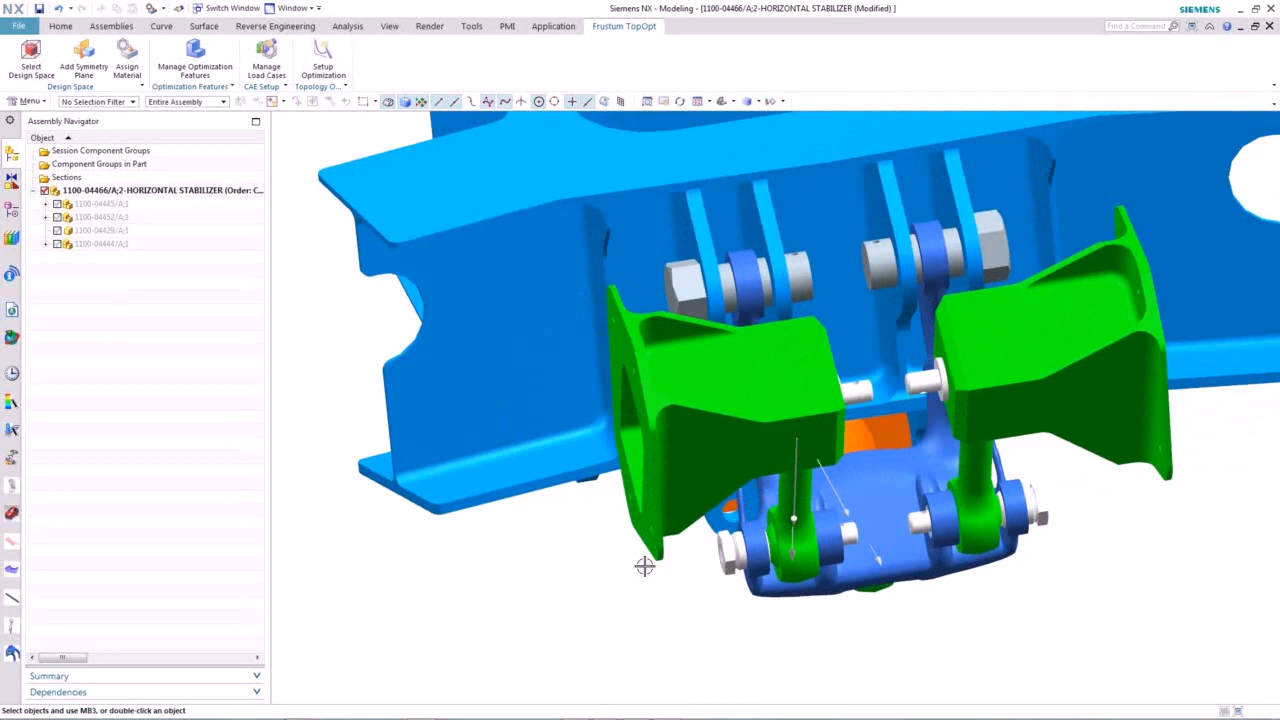 NX
Switch Window
Window
Siemens NX - Modeling - [1100-04466/A;2-HORIZONTAL STABILIZER (Modified) ]
SIEMENS
File
Home
Assemblies
Curve
Surface
Reverse Engineering
Analysis
View
Render
Tools
PMI
Application
Frustum TopOpt
Find a Command
Select Design Space
Add Symmetry Plane
Assign Material
Manage Optimization Features
Manage Load Cases
Setup Optimization
Design Space
Optimization Features
CAE Setup
Topology O...
Menu
No Selection Filter
Entire Assembly
Assembly Navigator
Object
Session Component Groups
Component Groups in Part
Sections
1100-04466/A;2-HORIZONTAL STABILIZER (Order: C...
1100-04445/A;1
1100-04452/A;1
1100-04429/A;1
1100-04444/A;1
Summary
Dependencies
Select objects and use MB3, or double-click an object